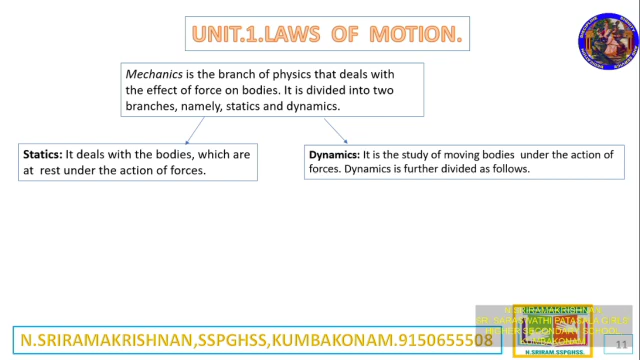 UNIT.1.LAWS OF MOTION.
Mechanics is the branch of physics that deals with
the effect of force on bodies. It is divided into two
branches, namely, statics and dynamics.
Statics: It deals with the bodies, which are
at rest under the action of forces.
Dynamics: It is the study of moving bodies under the action of
forces. Dynamics is further divided as follows.
N.SRIRAMAKRISHNAN
SRI SARASWATHI PATASALA GIRLS
HIGHER SECONDARY SCHOOL
KUMBAKONAM
N.SRIRAM.SSPGHSS.
11
N.SRIRAMAKRISHNAN,SSPGHSS,KUMBAKONAM.9150655508